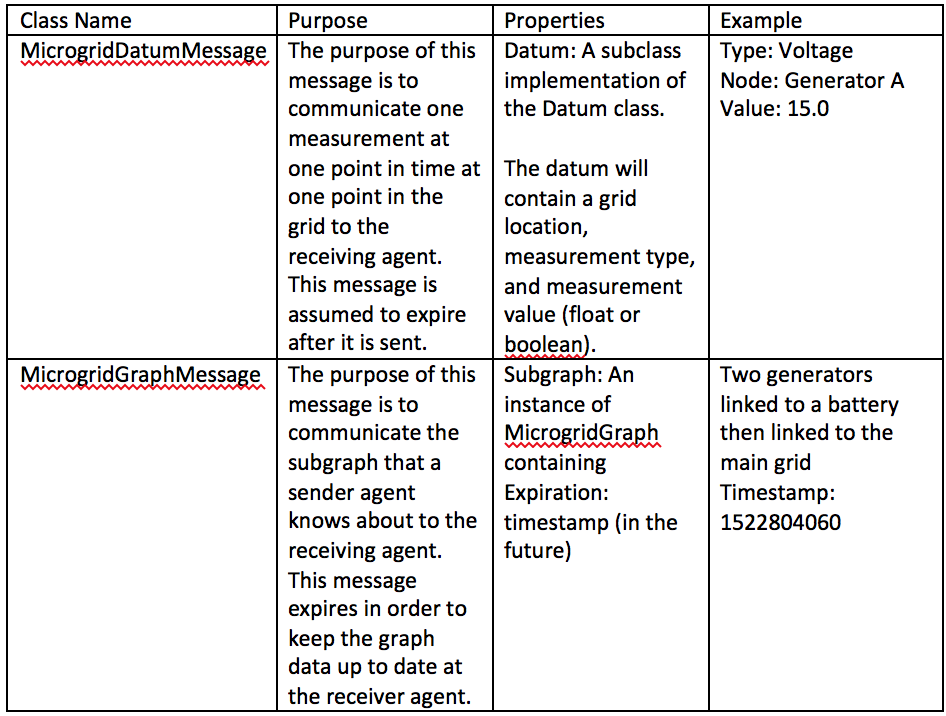 Class Name
Purpose
Properties
Example
MicrogridDatumMessage
The purpose of this
message is to
communicate one
measurement at
one point in time at
one point in the
grid to the
receiving agent.
This message is
assumed to expire
after it is sent.
Datum: A subclass
implementation of
the Datum class.
The datum will
contain a grid
location,
measurement type,
and measurement
value (float or
boolean).
Type: Voltage
Node: Generator A
Value: 15.0
MicrogridGraphMessage
The purpose of this
message is to
communicate the
subgraph that a
sender agent
knows about to the
receiving agent.
This message
expires in order to
keep the graph
data up to date at
the receiver agent.
Subgraph: An
instance of
MicrogridGraph
containing
Expiration:
timestamp (in the
future)
Two generators
linked to a battery
then linked to the
main grid
Timestamp:
1522804060